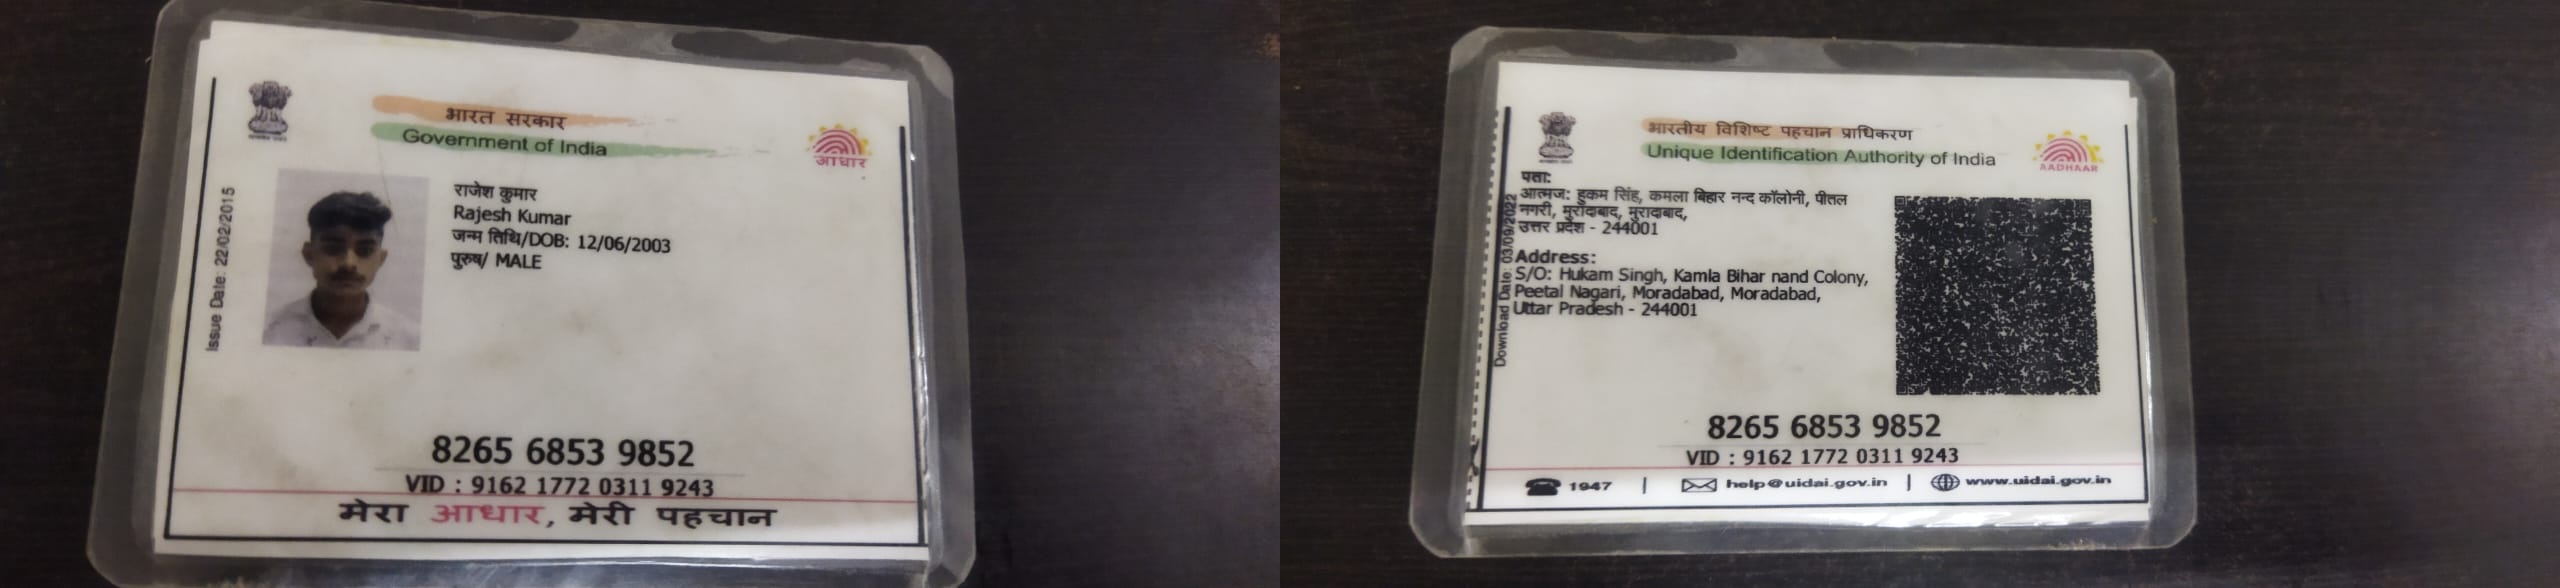 भारत सरकार
Government of India
आधार
Issue Date: 22/02/2015
राजेश कुमार
Rajesh Kumar
जन्म तिथि/DOB: 12/06/2003
पुरुष/ MALE
8265 6853 9852
VID : 9162 1772 0311 9243
मेरा आधार, मेरी पहचान
भारतीय विशिष्ट पहचान प्राधिकरण
Unique Identification Authority of India
AADHAAR
Download Date: 03/09/2022
पता:
आत्मज: हुकम सिंह, कमला बिहार नन्द कॉलोनी, पीतल
नगरी, मुरादाबाद, मुरादाबाद,
उत्तर प्रदेश - 244001
Address:
S/O: Hukam Singh, Kamla Bihar nand Colony,
Peetal Nagari, Moradabad, Moradabad,
Uttar Pradesh - 244001
8265 6853 9852
VID : 9162 1772 0311 9243
1947 | help@uidai.gov.in | www.uidai.gov.in